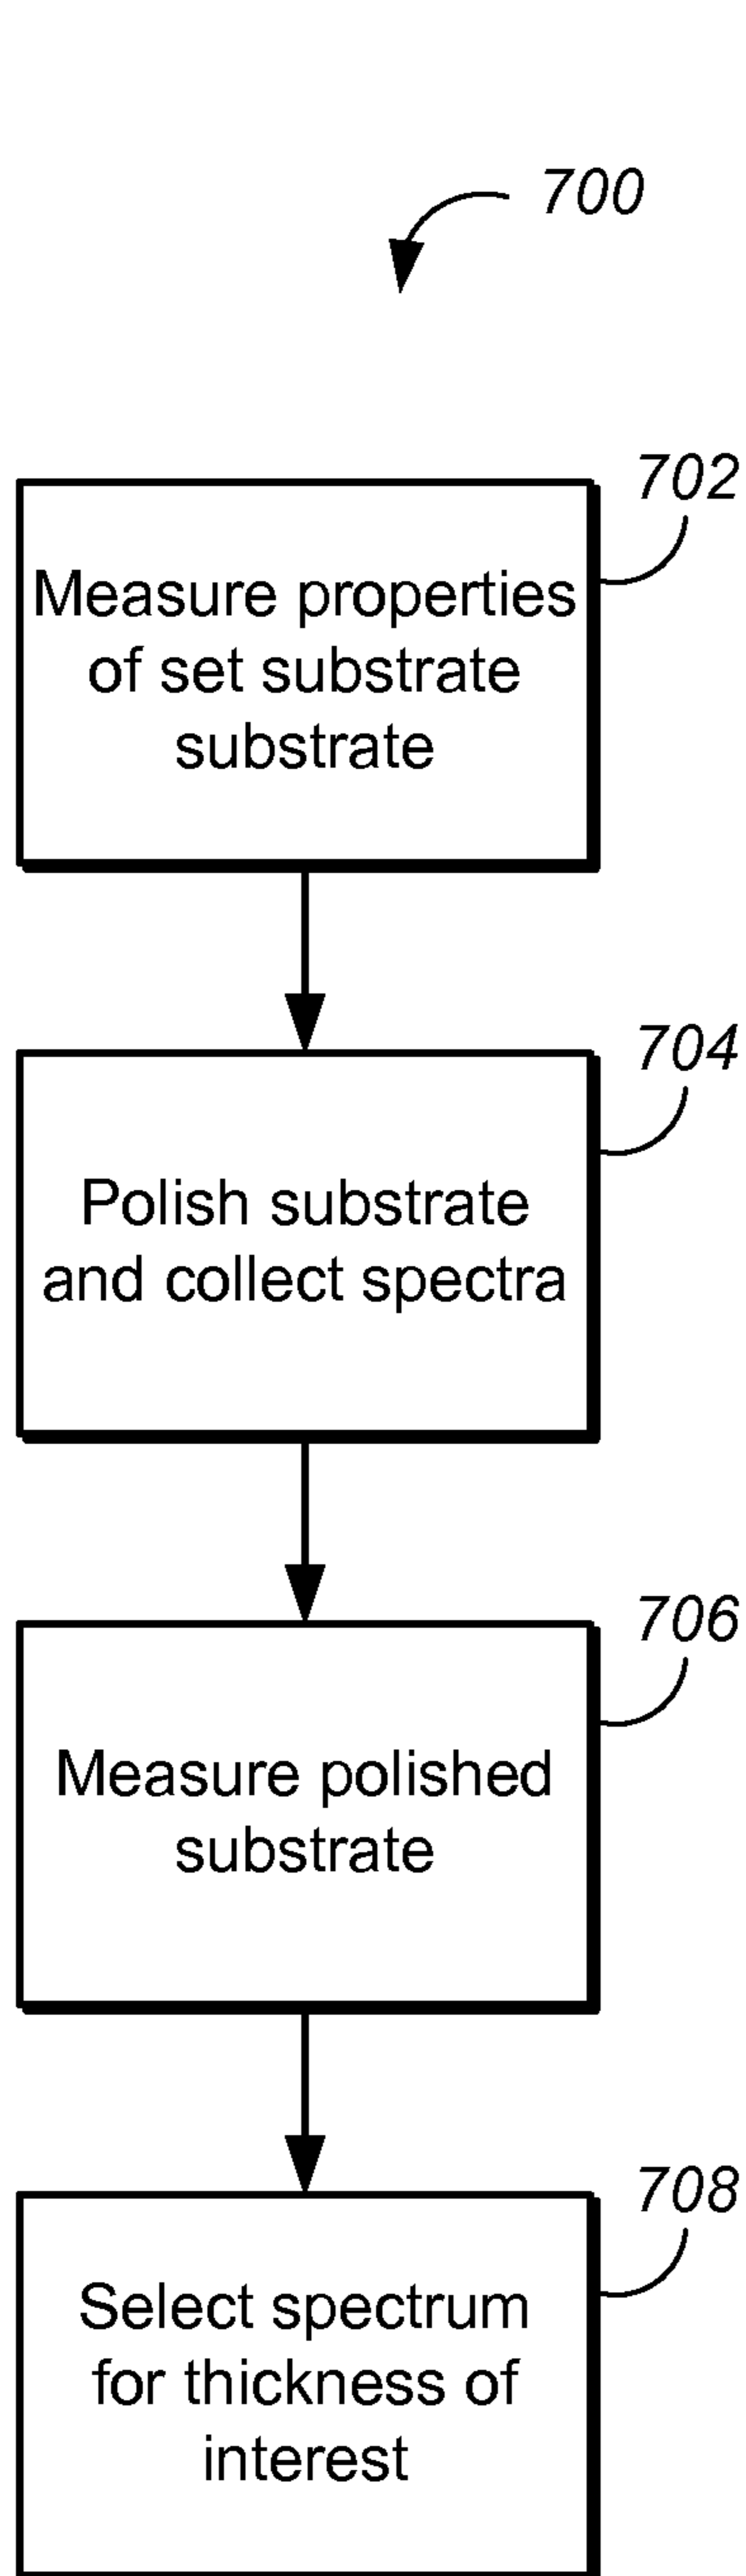 700
702
Measure properties
of set substrate
substrate
704
Polish substrate
and collect spectra
706
Measure polished
substrate
708
Select spectrum
for thickness of
interest